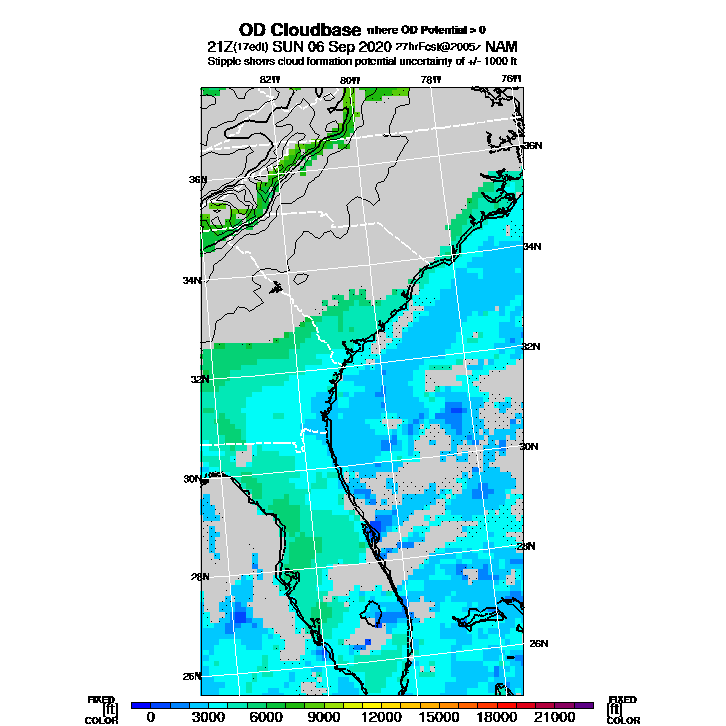 OD Cloudbase where OD Potential > 0
21Z(17edt) SUN 06 Sep 2020 27hrFcst@2005z NAM
Stipple shows cloud formation potential uncertainty of +/- 1000 ft
82W 80W 78W 76W
36N
36N
34N
34N
32N
32N
30N
30N
28N
28N
26N
26N
FIXED FIXED
[ft] [ft]
COLOR 0 3000 6000 9000 12000 15000 18000 21000 COLOR